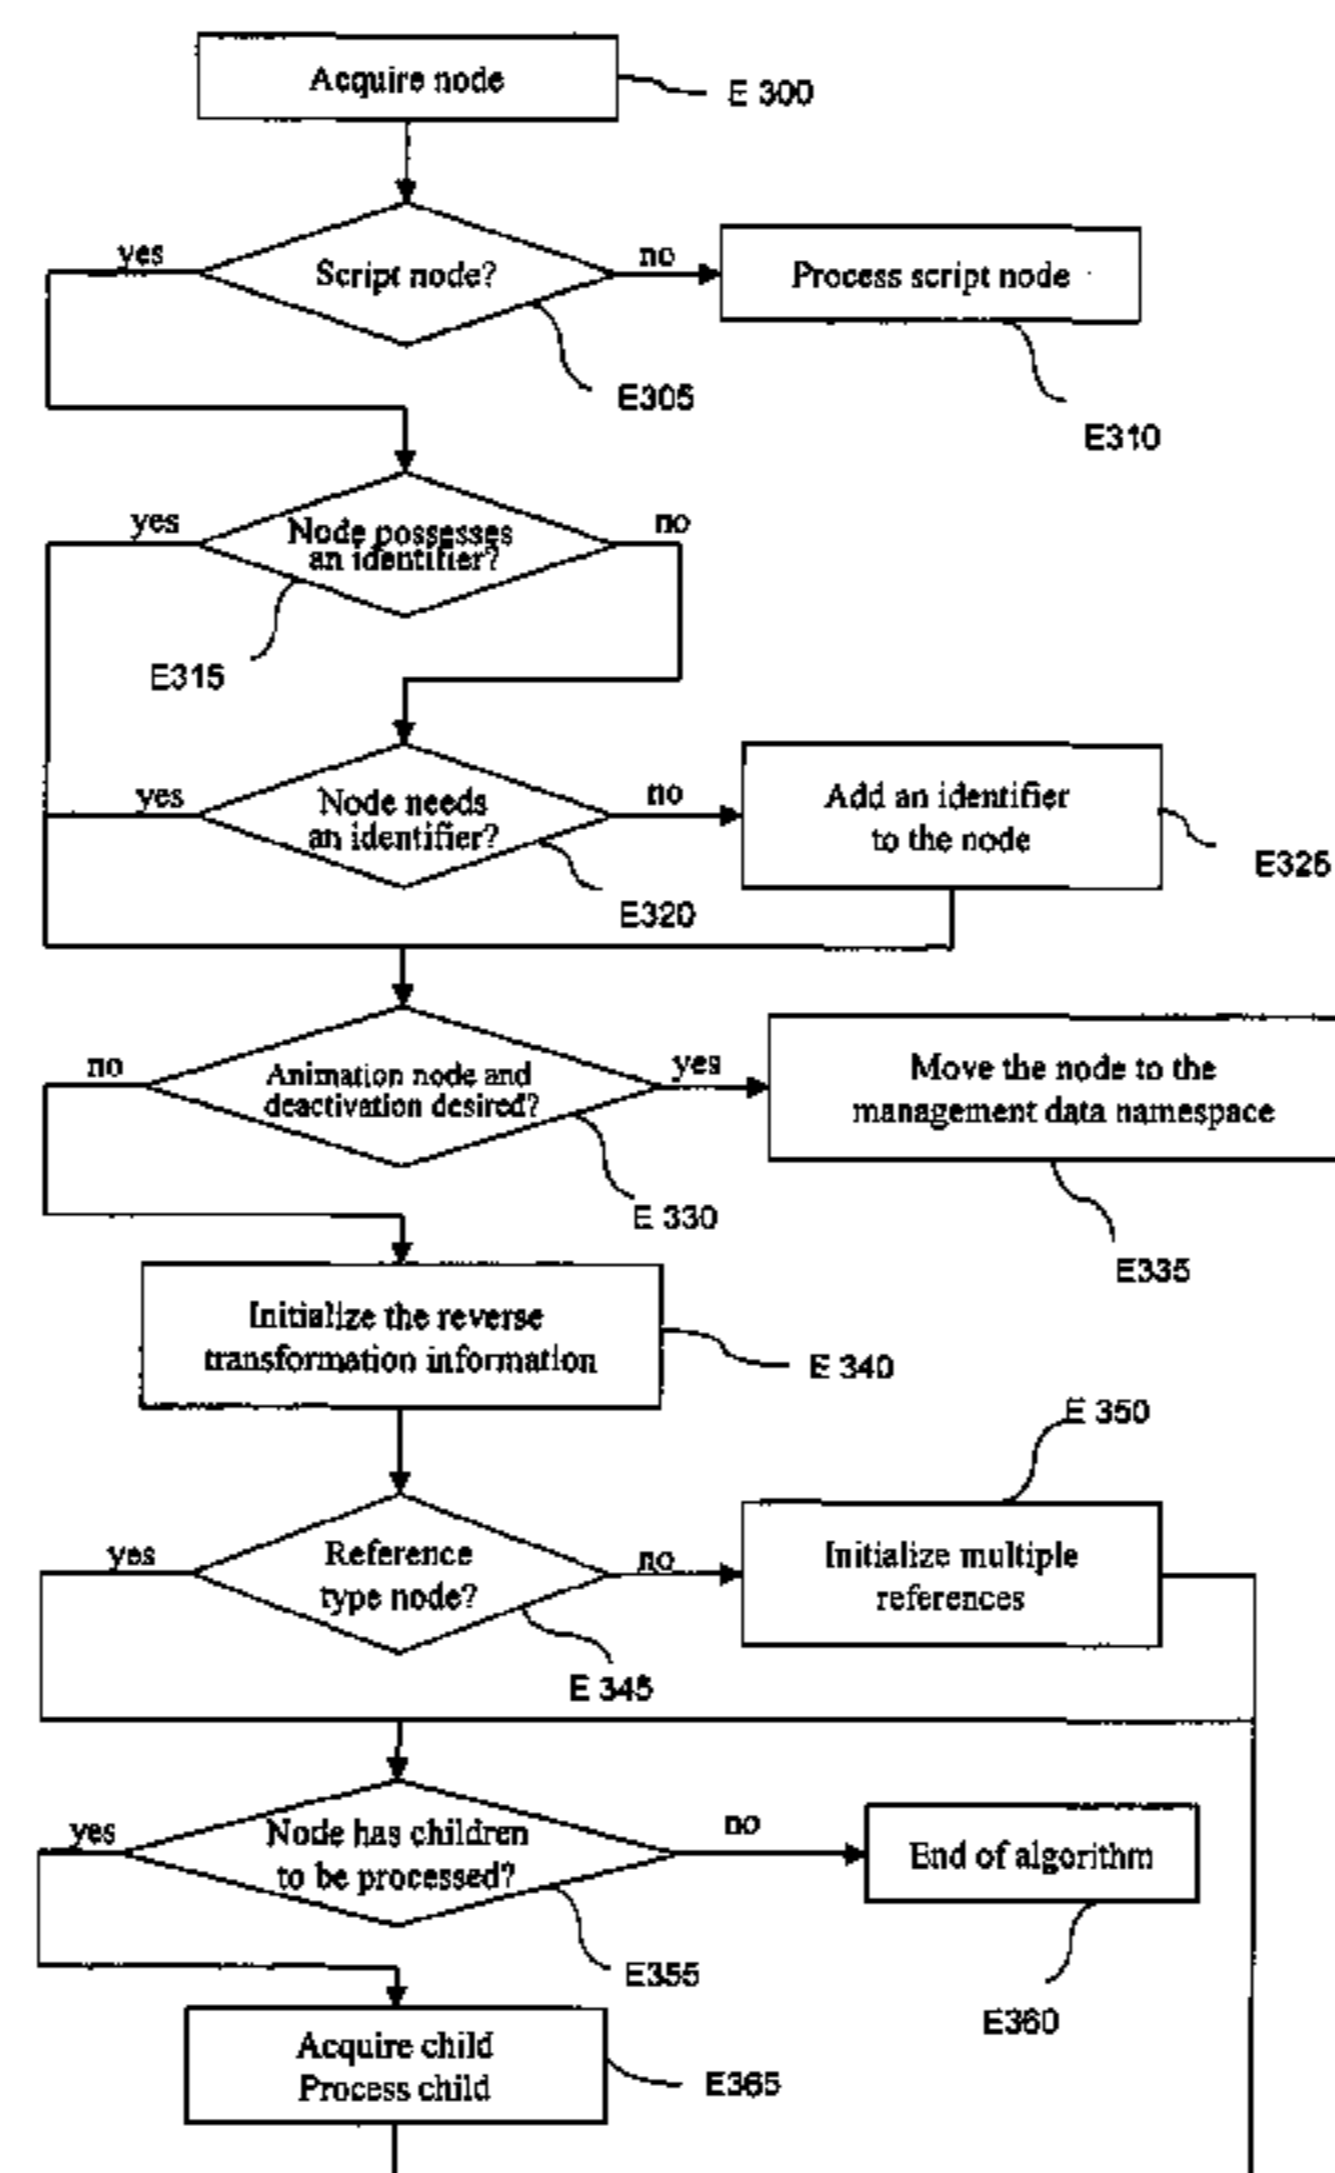 Acquire node
E 300
yes
Script node?
no
Process script node
E305
E310
yes
Node possesses
an identifier?
no
E315
yes
Node needs
an identifier?
no
Add an identifier
to the node
E325
E320
no
Animation node and
deactivation desired?
yes
Move the node to the
management data namespace
E 330
E335
Initialize the reverse
transformation information
E 340
E 350
yes
Reference
type node?
no
Initialize multiple
references
E 345
yes
Node has children
to be processed?
no
End of algorithm
E355
E360
Acquire child
Process child
E365